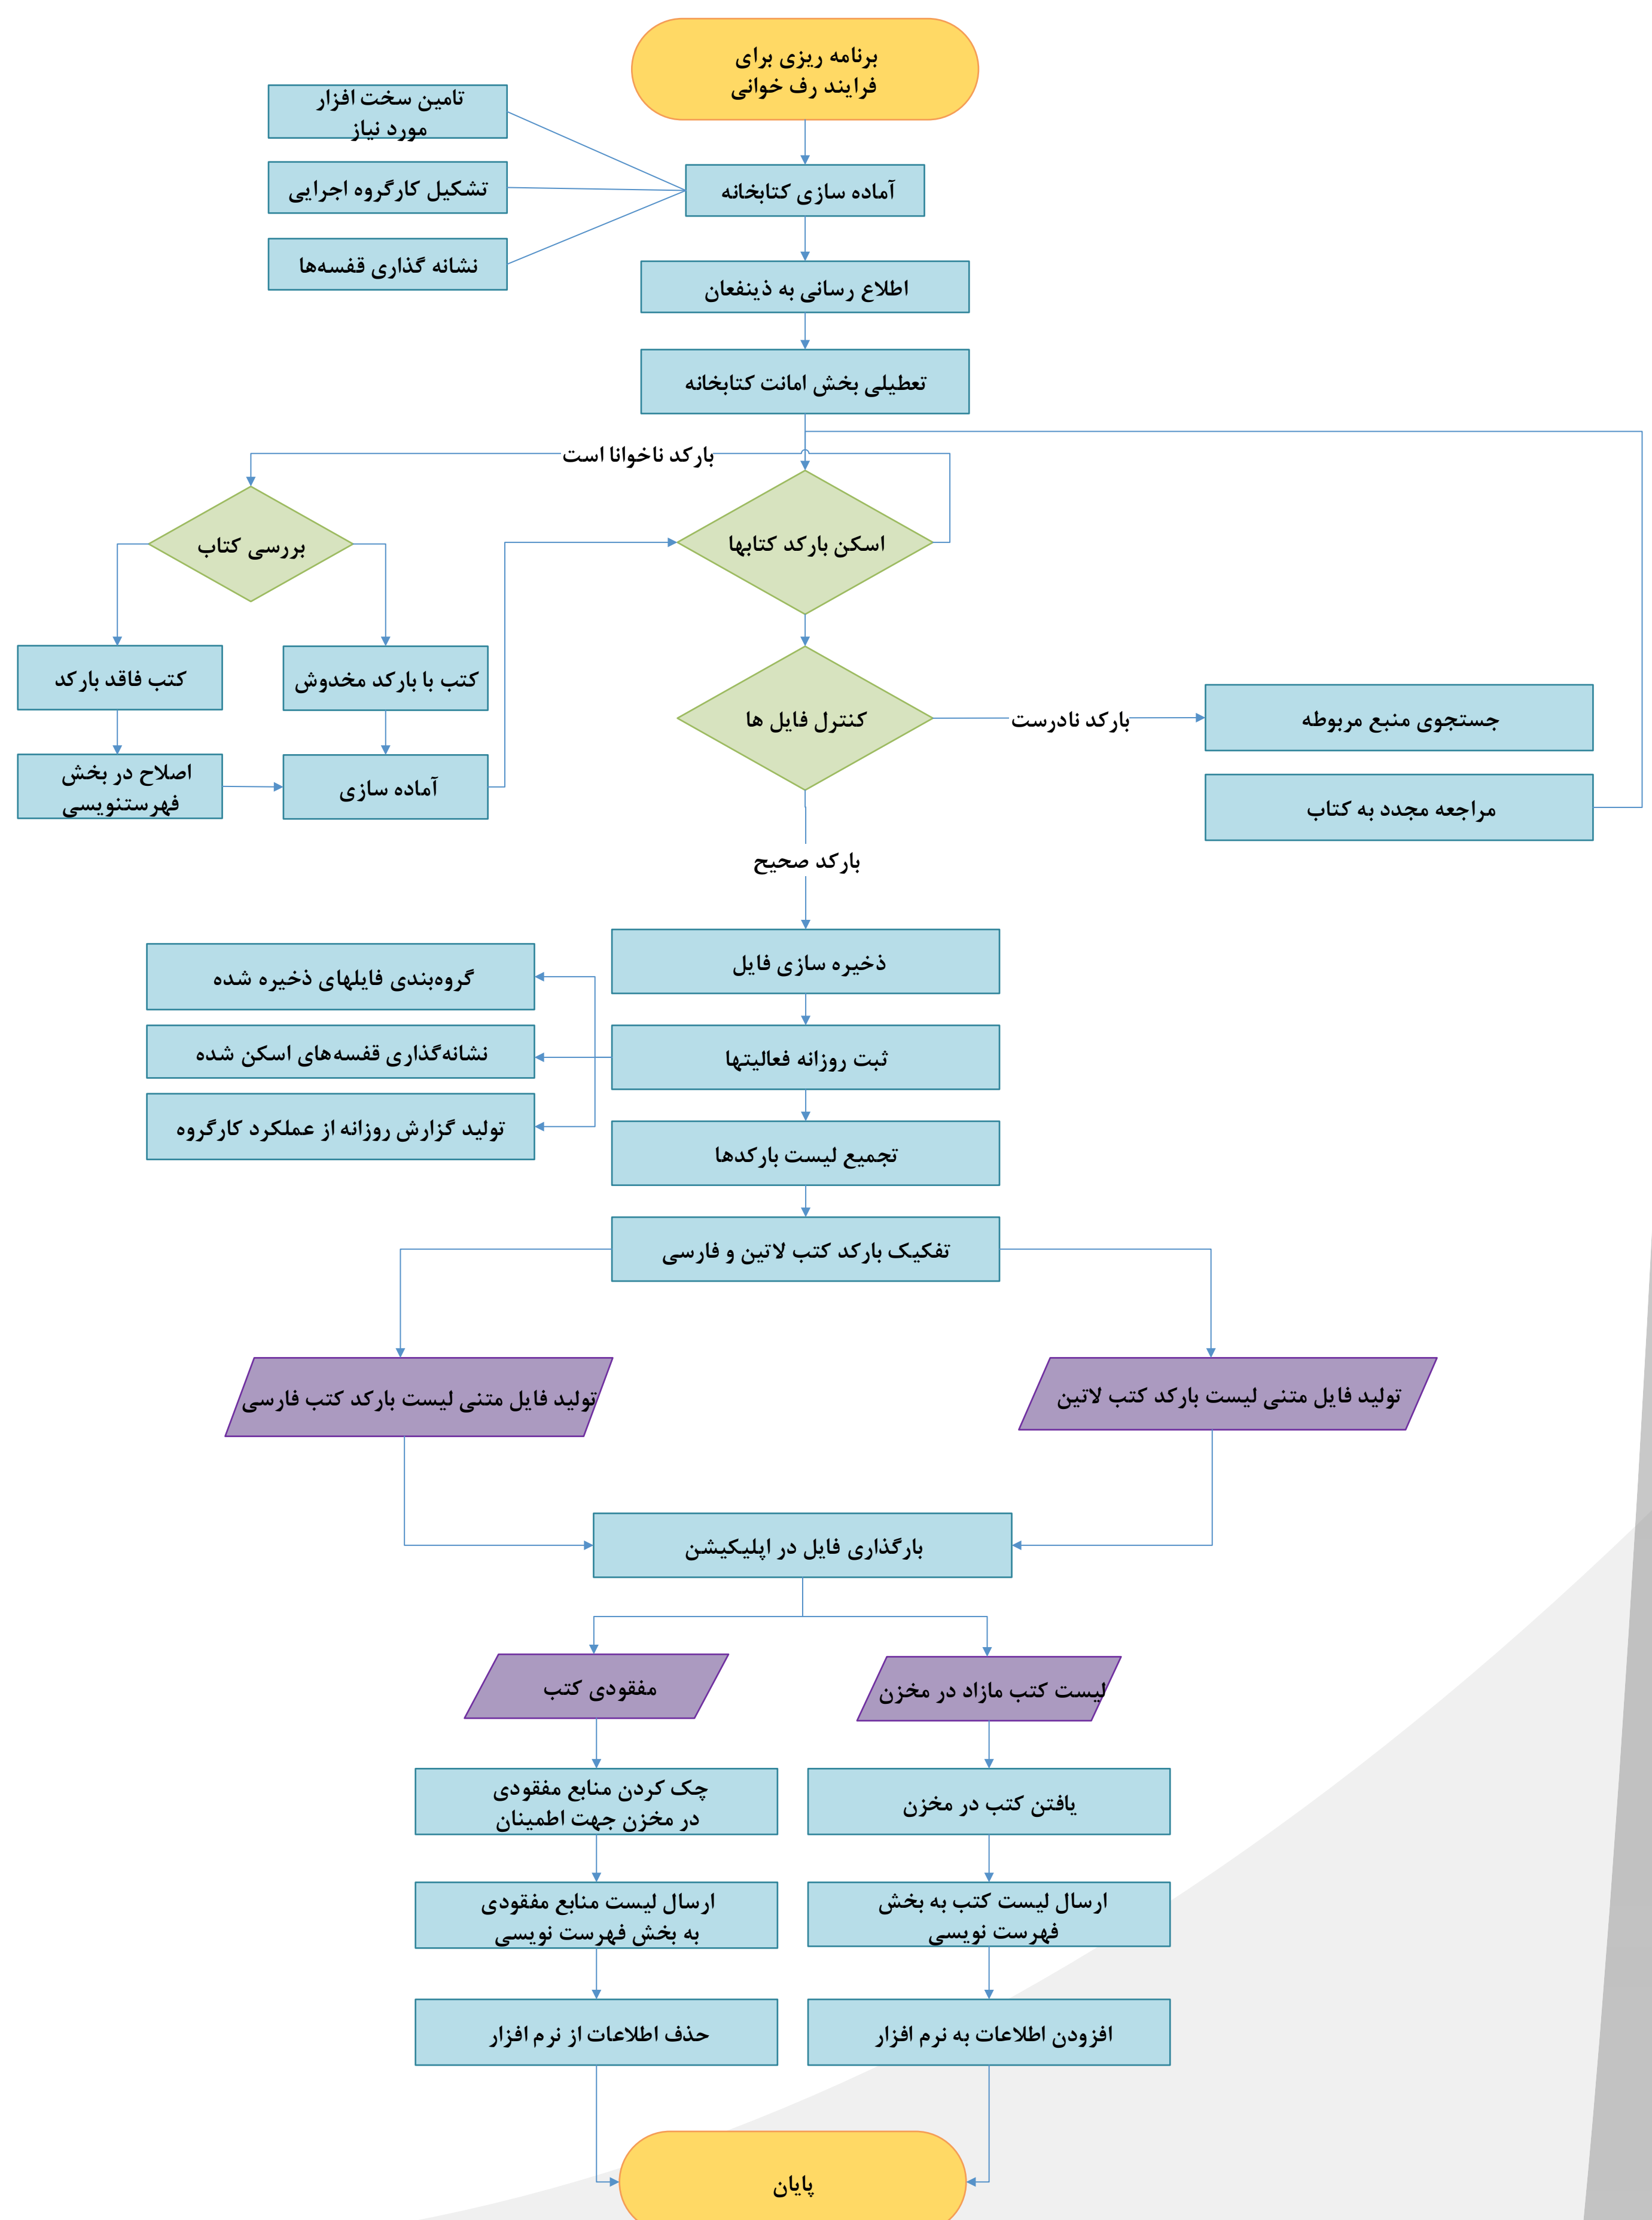 برنامه ریزی برای
فرایند رف خوانی
تامین سخت افزار
مورد نیاز
تشکیل کارگروه اجرایی
نشانه گذاری قفسه‌ها
آماده سازی کتابخانه
اطلاع رسانی به ذینفعان
تعطیلی بخش امانت کتابخانه
بارکد ناخوانا است
اسکن بارکد کتابها
بررسی کتاب
کتب با بارکد مخدوش
کتب فاقد بارکد
کنترل فایل ها
بارکد نادرست
جستجوی منبع مربوطه
مراجعه مجدد به کتاب
آماده سازی
اصلاح در بخش
فهرستنویسی
بارکد صحیح
ذخیره سازی فایل
گروه‌بندی فایلهای ذخیره شده
ثبت روزانه فعالیتها
نشانه‌گذاری قفسه‌های اسکن شده
تولید گزارش روزانه از عملکرد کارگروه
تجمیع لیست بارکدها
تفکیک بارکد کتب لاتین و فارسی
تولید فایل متنی لیست بارکد کتب لاتین
تولید فایل متنی لیست بارکد کتب فارسی
بارگذاری فایل در اپلیکیشن
لیست کتب مازاد در مخزن
مفقودی کتب
یافتن کتب در مخزن
چک کردن منابع مفقودی
در مخزن جهت اطمینان
ارسال لیست کتب به بخش
فهرست نویسی
ارسال لیست منابع مفقودی
به بخش فهرست نویسی
افزودن اطلاعات به نرم افزار
حذف اطلاعات از نرم افزار
پایان